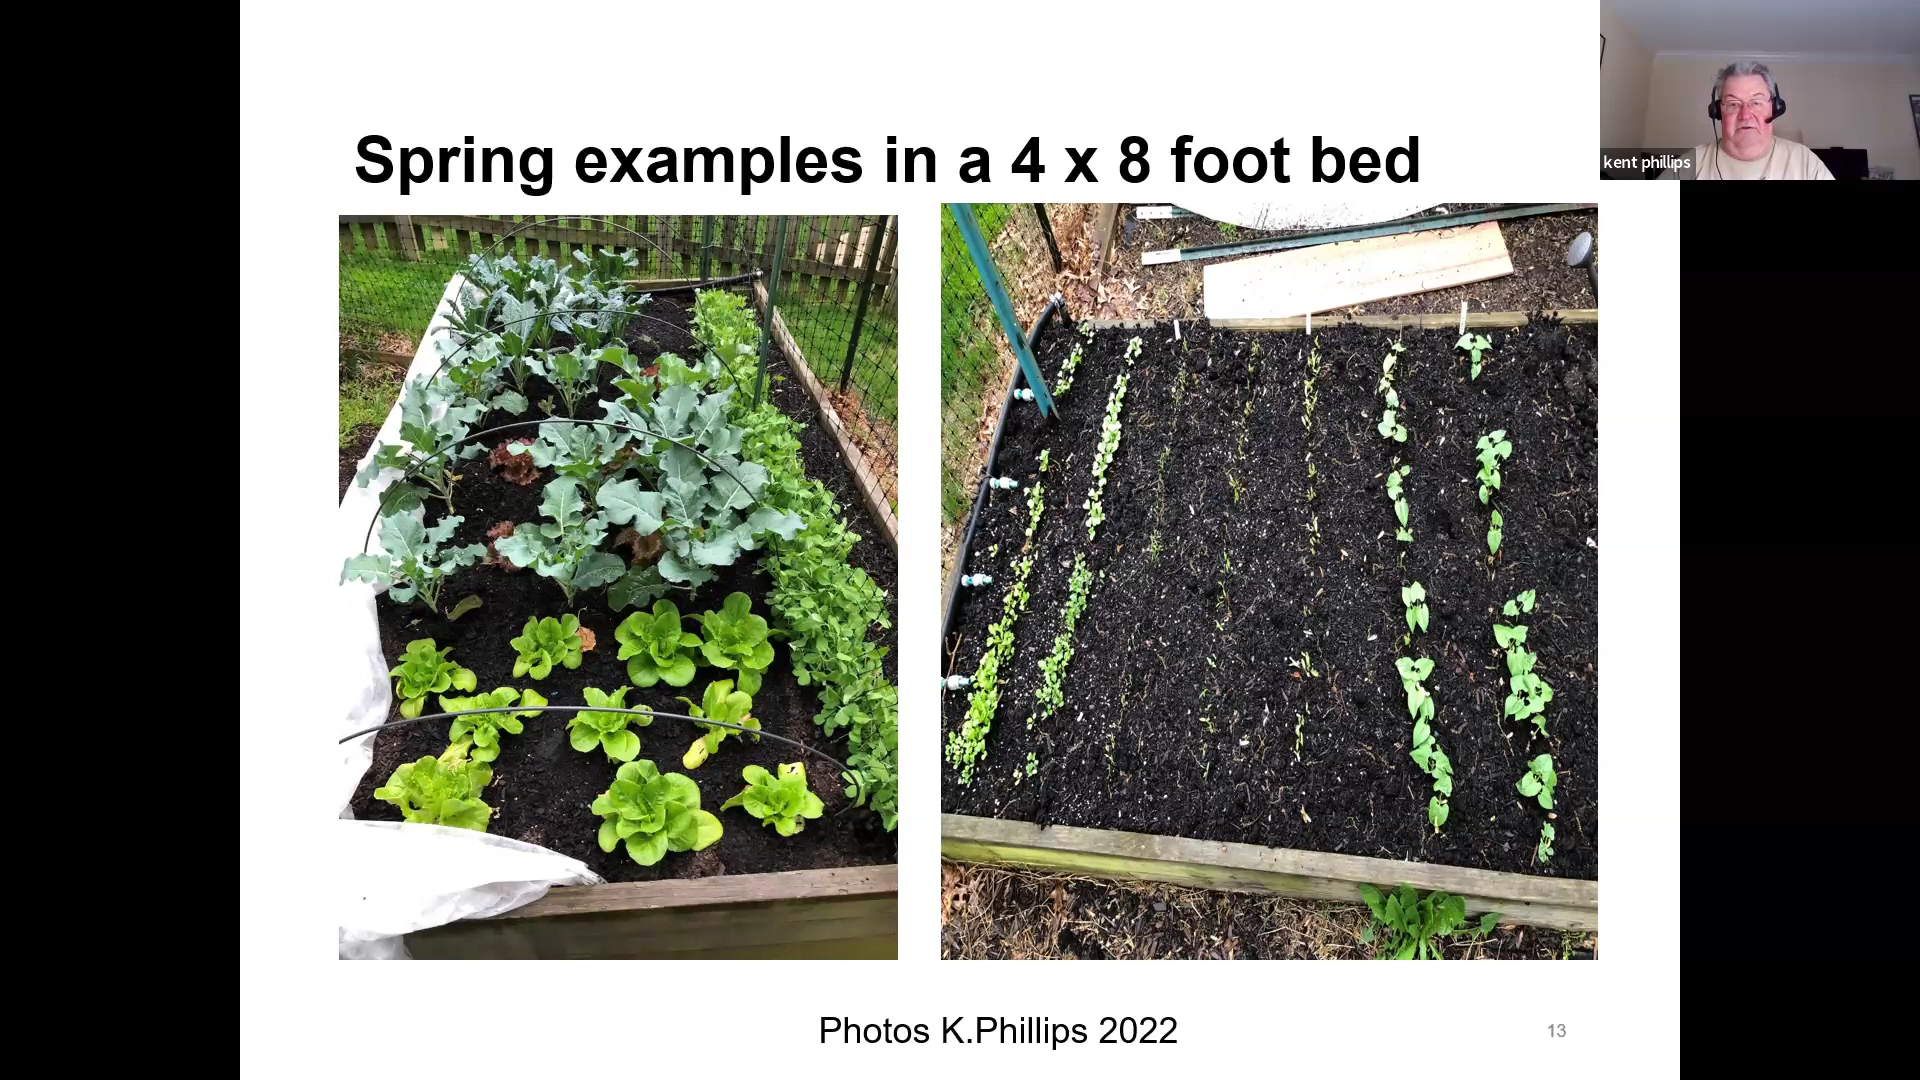 Spring examples in a 4 x 8 foot bed
kent phillips
Photos K.Phillips 2022
13